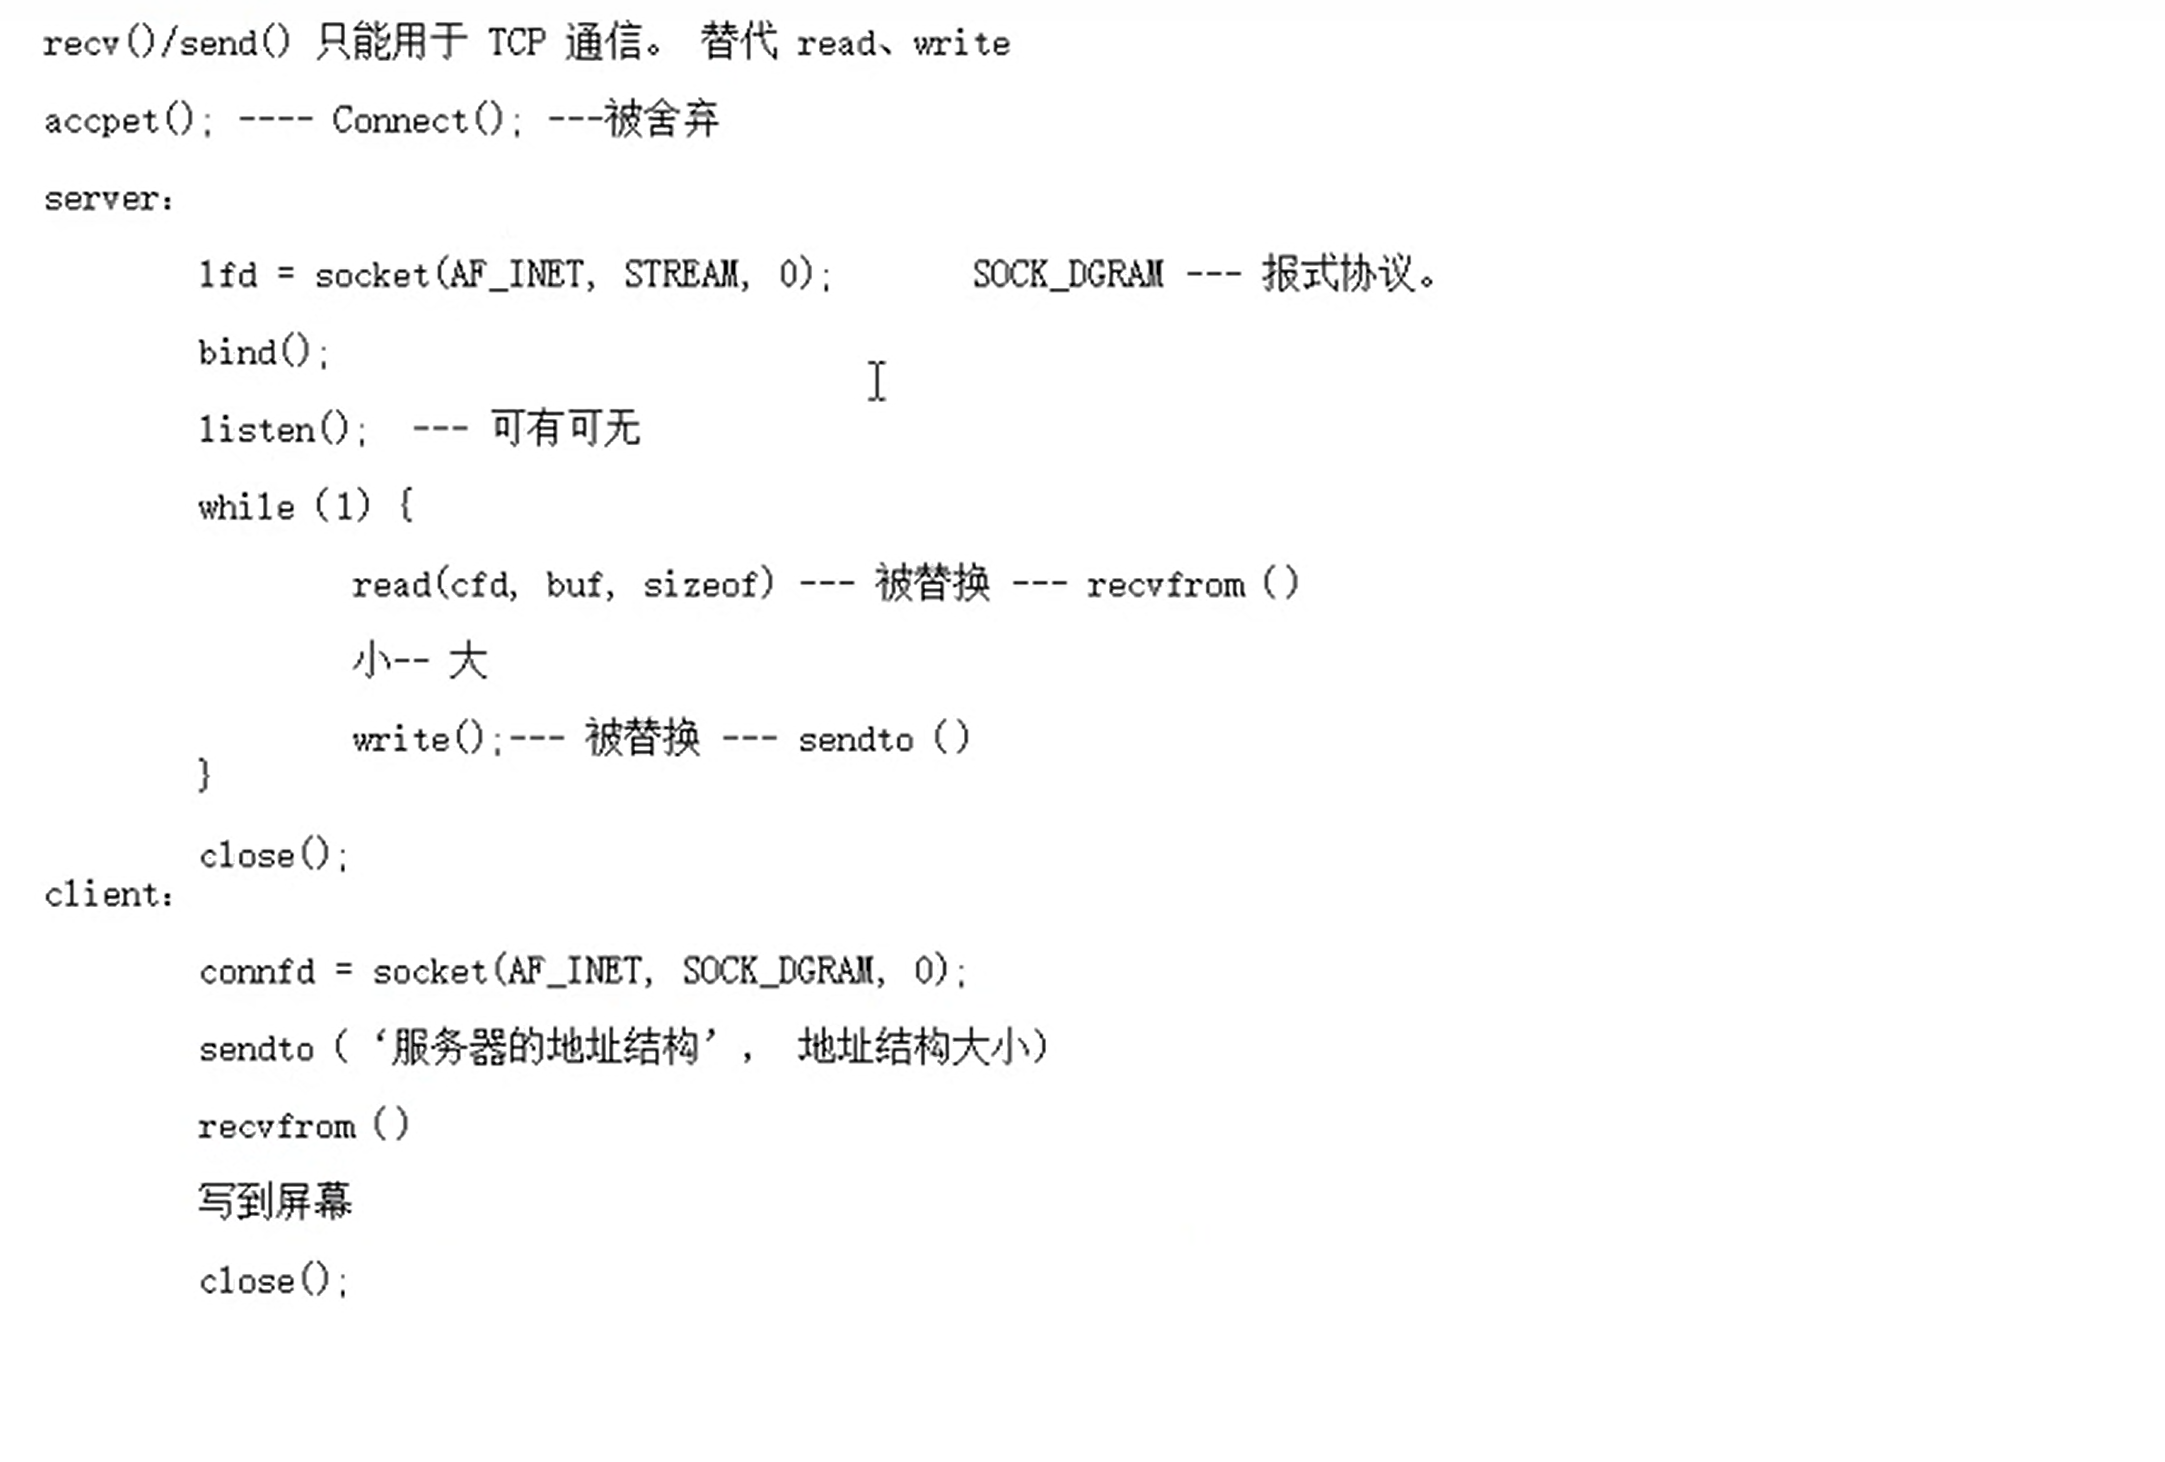 recv()/send() 只能用于 TCP 通信。 替代 read、write
accpet(); ---- Connect(); ---被舍弃
server：
lfd = socket(AF_INET, STREAM, 0); SOCK_DGRAM --- 报式协议。
bind();
listen(); --- 可有可无
while (1) {
read(cfd, buf, sizeof) --- 被替换 --- recvfrom（）
小-- 大
write();--- 被替换 --- sendto（）
}
close();
client：
connfd = socket(AF_INET, SOCK_DGRAM, 0);
sendto（‘服务器的地址结构’， 地址结构大小）
recvfrom（）
写到屏幕
close();